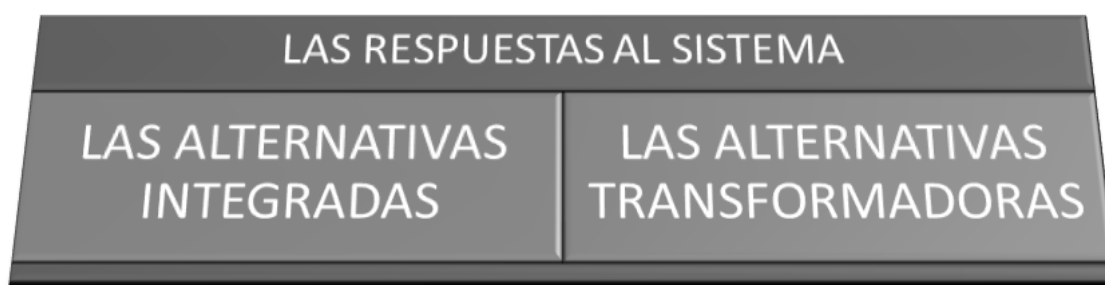 LAS RESPUESTAS AL SISTEMA
LAS ALTERNATIVAS
INTEGRADAS
LAS ALTERNATIVAS
TRANSFORMADORAS